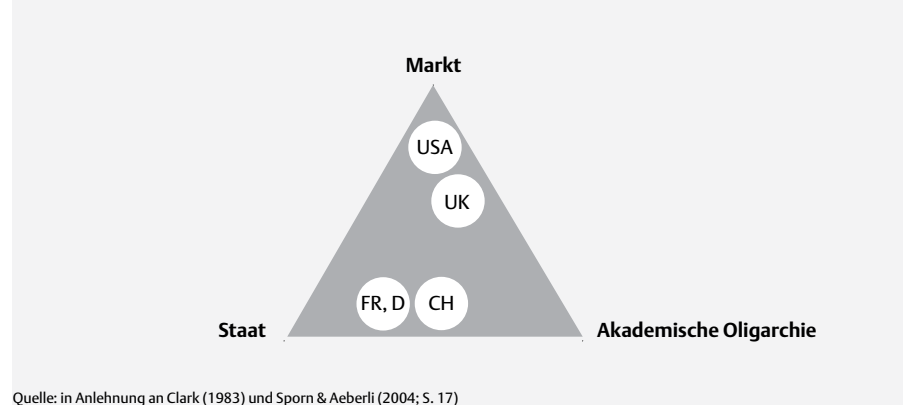 Markt
USA
UK
FR, D
CH
Staat
Akademische Oligarchie
Quelle: in Anlehnung an Clark (1983) und Sporn & Aeberli (2004; S. 17)